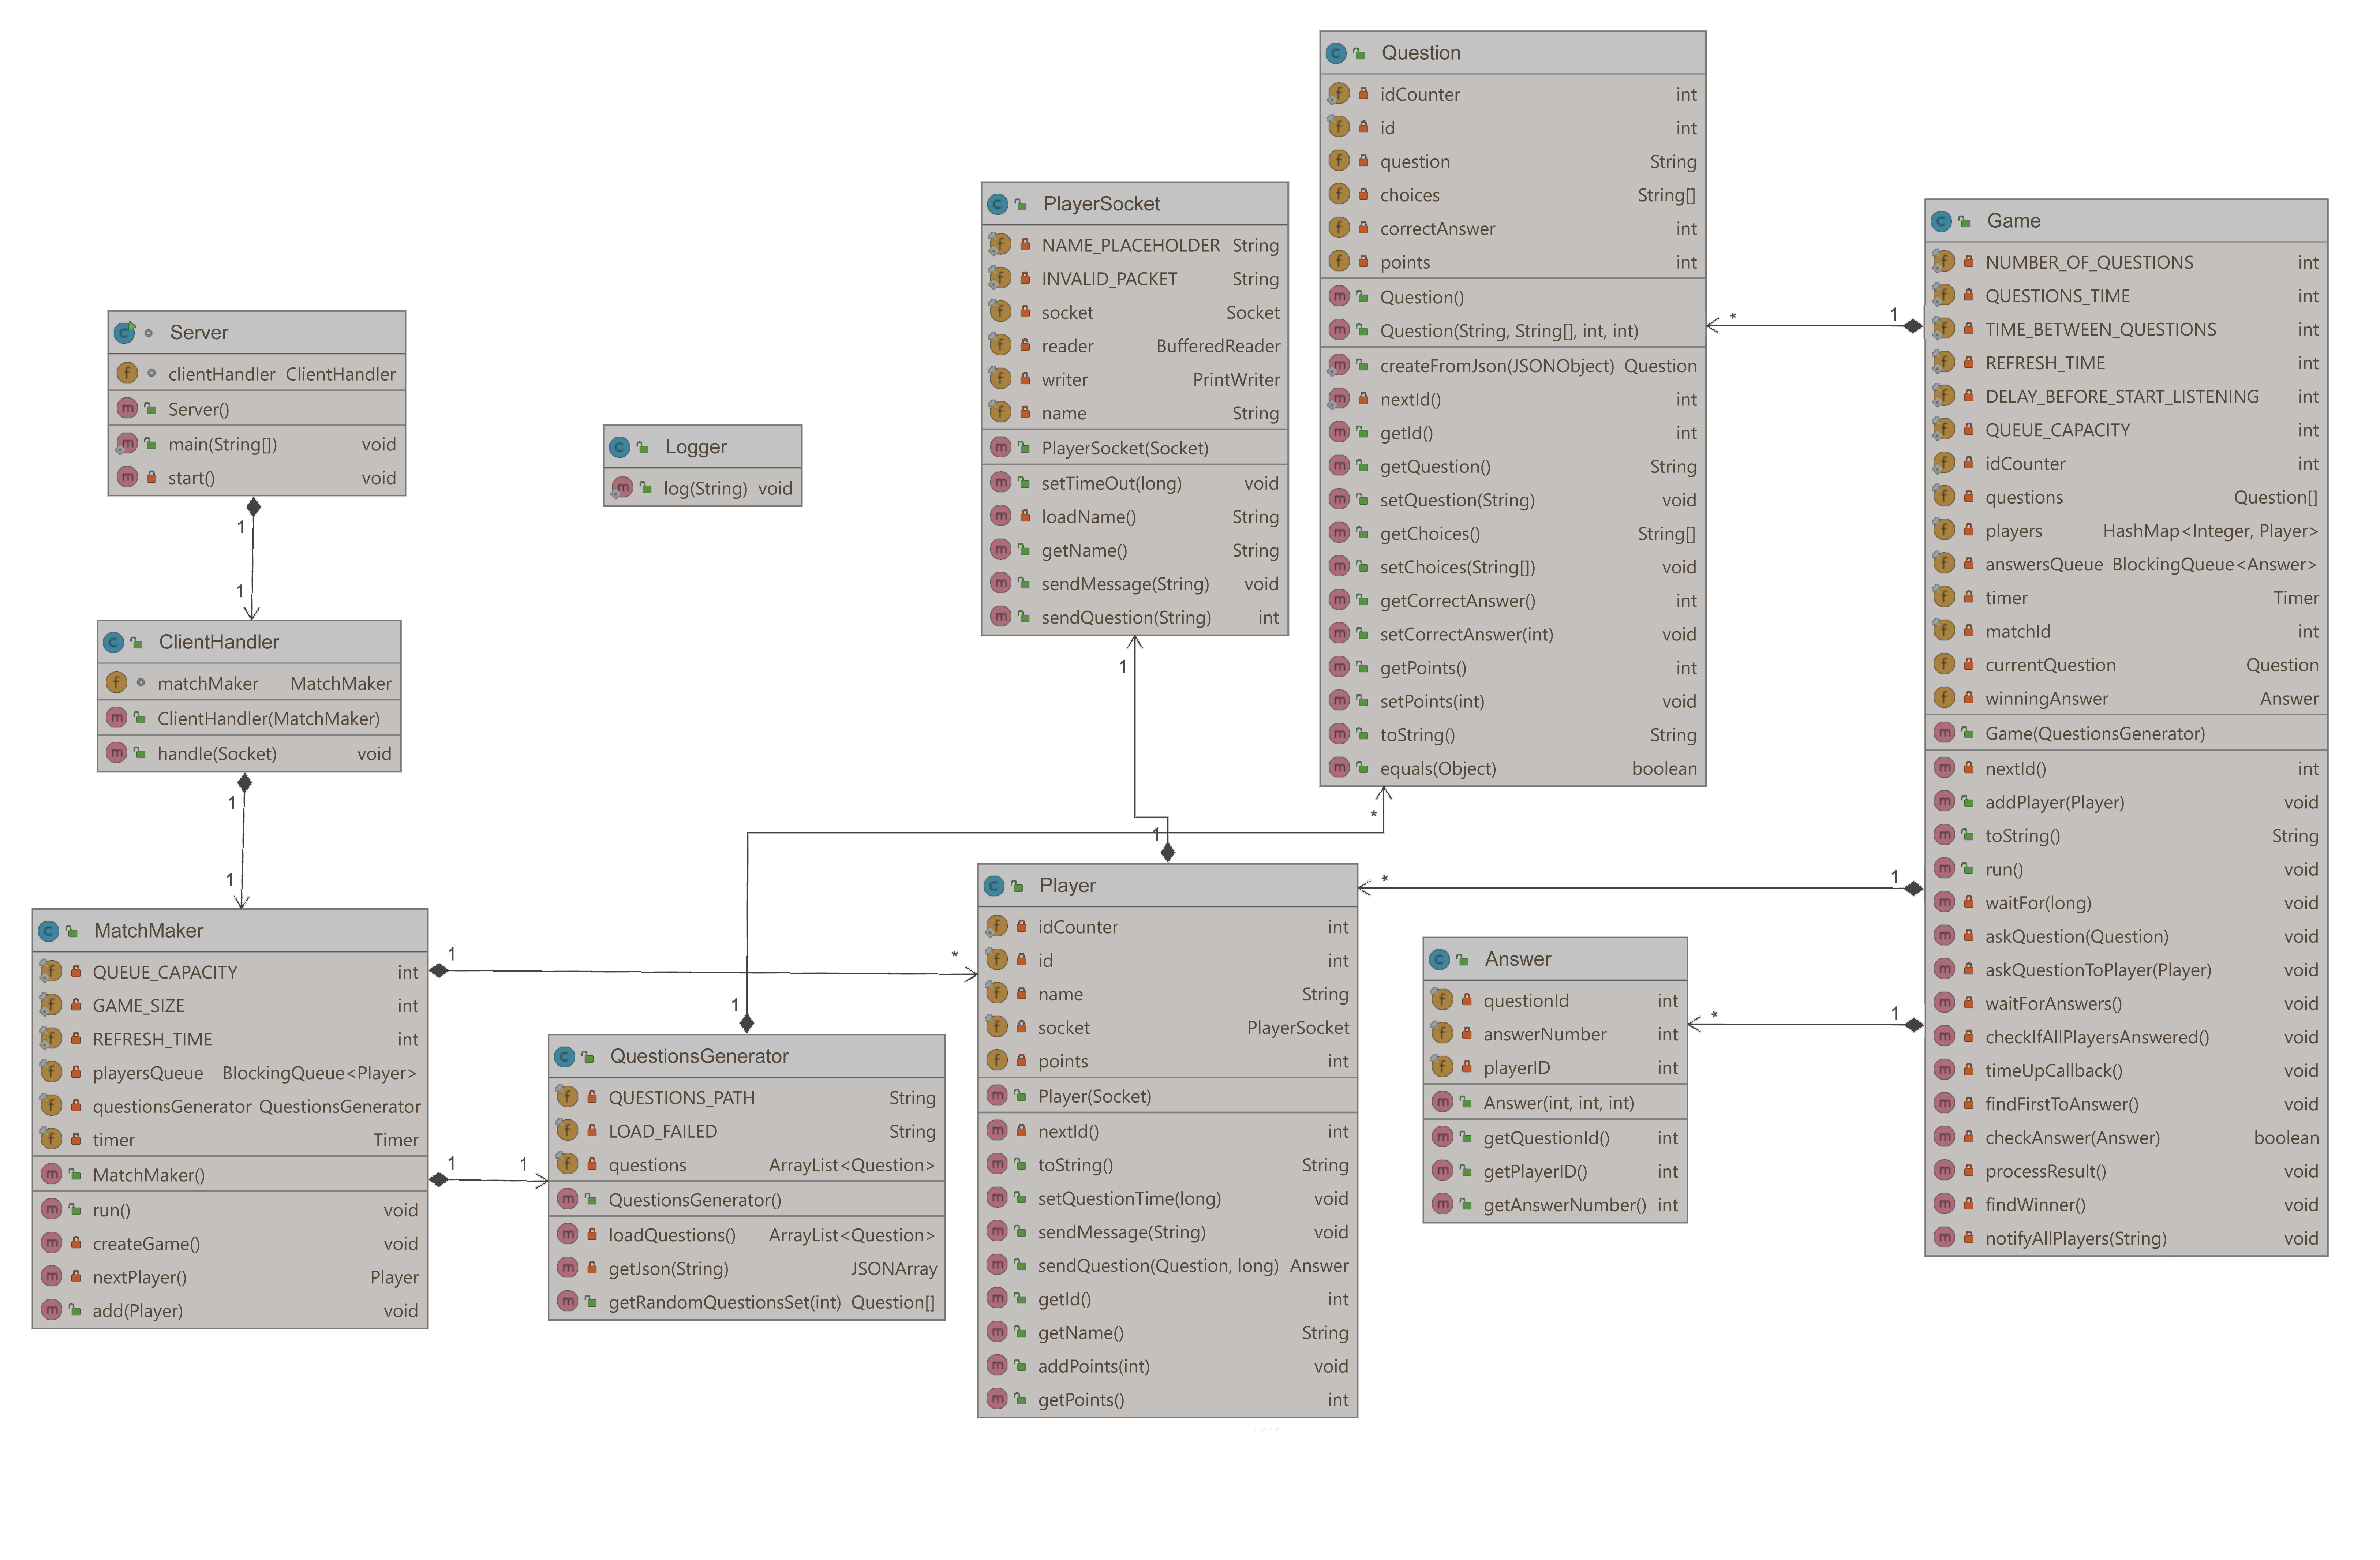 Server
clientHandler ClientHandler
Server()
main(String[]) void
start() void
1
1
ClientHandler
matchMaker MatchMaker
ClientHandler(MatchMaker)
handle(Socket) void
1
1
MatchMaker
QUEUE_CAPACITY int
GAME_SIZE int
REFRESH_TIME int
playersQueue BlockingQueue<Player>
questionsGenerator QuestionsGenerator
timer Timer
MatchMaker()
run() void
createGame() void
nextPlayer() Player
add(Player) void
1 *
1 1
Logger
log(String) void
QuestionsGenerator
QUESTIONS_PATH String
LOAD_FAILED String
questions ArrayList<Question>
QuestionsGenerator()
loadQuestions() ArrayList<Question>
getJson(String) JSONArray
getRandomQuestionsSet(int) Question[]
1
*
PlayerSocket
NAME_PLACEHOLDER String
INVALID_PACKET String
socket Socket
reader BufferedReader
writer PrintWriter
name String
PlayerSocket(Socket)
setTimeOut(long) void
loadName() String
getName() String
sendMessage(String) void
sendQuestion(String) int
1
1
Player
idCounter int
id int
name String
socket PlayerSocket
points int
Player(Socket)
nextId() int
toString() String
setQuestionTime(long) void
sendMessage(String) void
sendQuestion(Question, long) Answer
getId() int
getName() String
addPoints(int) void
getPoints() int
Question
idCounter int
id int
question String
choices String[]
correctAnswer int
points int
Question()
Question(String, String[], int, int)
createFromJson(JSONObject) Question
nextId() int
getId() int
getQuestion() String
setQuestion(String) void
getChoices() String[]
setChoices(String[]) void
getCorrectAnswer() int
setCorrectAnswer(int) void
getPoints() int
setPoints(int) void
toString() String
equals(Object) boolean
* 1
* 1
* 1
Answer
questionId int
answerNumber int
playerID int
Answer(int, int, int)
getQuestionId() int
getPlayerID() int
getAnswerNumber() int
Game
NUMBER_OF_QUESTIONS int
QUESTIONS_TIME int
TIME_BETWEEN_QUESTIONS int
REFRESH_TIME int
DELAY_BEFORE_START_LISTENING int
QUEUE_CAPACITY int
idCounter int
questions Question[]
players HashMap<Integer, Player>
answersQueue BlockingQueue<Answer>
timer Timer
matchId int
currentQuestion Question
winningAnswer Answer
Game(QuestionsGenerator)
nextId() int
addPlayer(Player) void
toString() String
run() void
waitFor(long) void
askQuestion(Question) void
askQuestionToPlayer(Player) void
waitForAnswers() void
checkIfAllPlayersAnswered() void
timeUpCallback() void
findFirstToAnswer() void
checkAnswer(Answer) boolean
processResult() void
findWinner() void
notifyAllPlayers(String) void